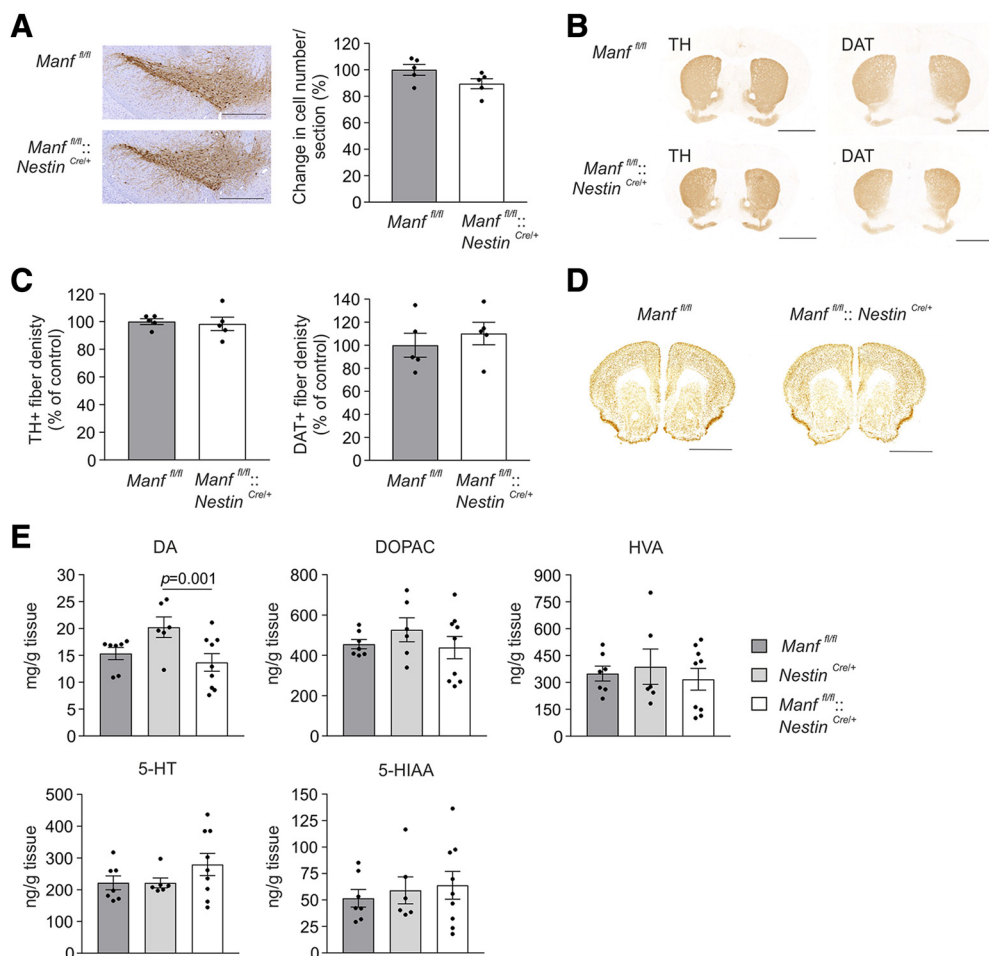 A
Manf fl/fl
Manf fl/fl::
Nestin Cre/+
Change in cell number/
section (%)
120
100
80
60
40
20
0
Manf fl/fl
Manf fl/fl::
Nestin Cre/+
B
Manf fl/fl
TH
DAT
Manf fl/fl::
Nestin Cre/+
TH
DAT
C
TH+ fiber denisty
(% of control)
120
100
80
60
40
20
0
Manf fl/fl
Manf fl/fl::
Nestin Cre/+
DAT+ fiber denisty
(% of control)
140
120
100
80
60
40
20
0
Manf fl/fl
Manf fl/fl::
Nestin Cre/+
D
Manf fl/fl
Manf fl/fl:: Nestin Cre/+
E
DA
mg/g tissue
30
25
20
15
10
5
0
p=0.001
DOPAC
ng/g tissue
800
600
400
200
0
HVA
ng/g tissue
900
750
600
450
300
150
0
Manf fl/fl
Nestin Cre/+
Manf fl/fl::
Nestin Cre/+
5-HT
ng/g tissue
500
400
300
200
100
0
5-HIAA
ng/g tissue
150
125
100
75
50
25
0